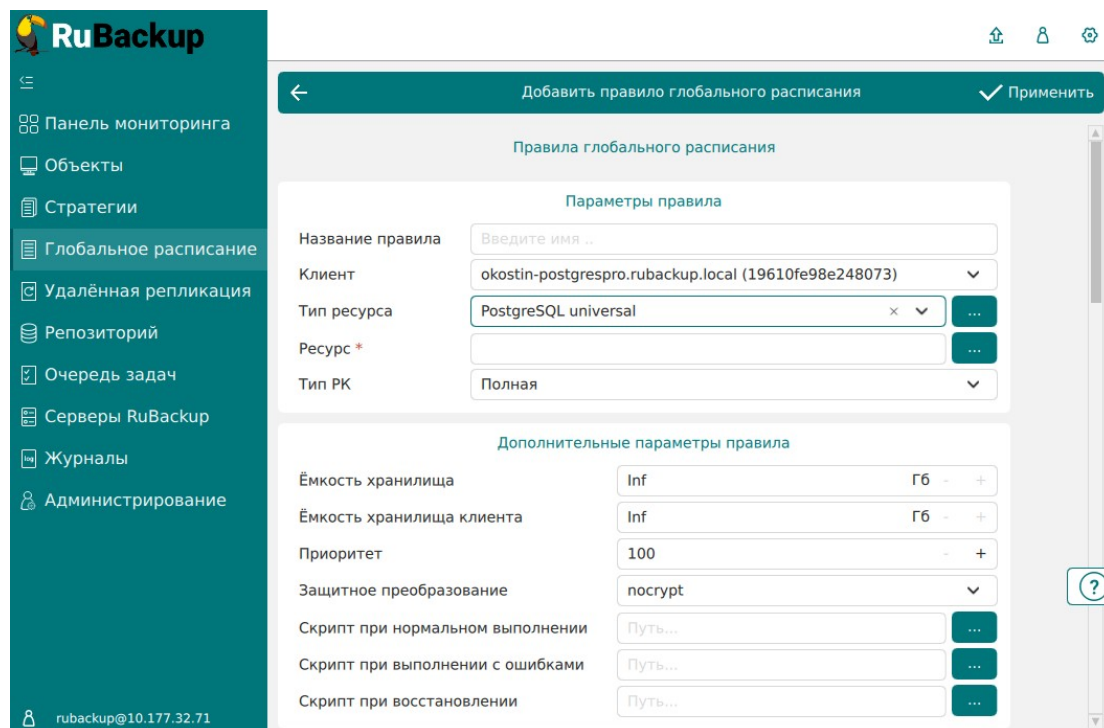 RuBackup
Добавить правило глобального расписания
Применить
Панель мониторинга
Объекты
Стратегии
Глобальное расписание
Удалённая репликация
Репозиторий
Очередь задач
Серверы RuBackup
log Журналы
Администрирование
rubackup@10.177.32.71
Правила глобального расписания
Параметры правила
Название правила Введите имя ..
Клиент okostin-postgrespro.rubackup.local (19610fe98e248073)
Тип ресурса PostgreSQL universal × ...
Ресурс * ...
Тип РК Полная
Дополнительные параметры правила
Ёмкость хранилища Inf Гб - +
Ёмкость хранилища клиента Inf Гб - +
Приоритет 100 - +
Защитное преобразование nocrypt
Скрипт при нормальном выполнении Путь... ...
Скрипт при выполнении с ошибками Путь... ...
Скрипт при восстановлении Путь... ...
?